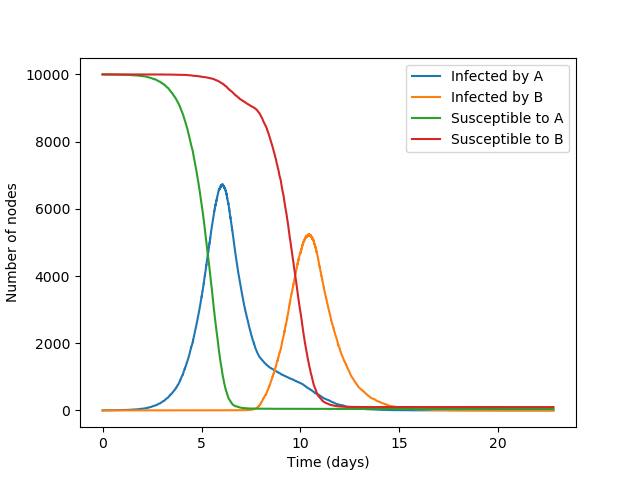 10000
8000
6000
4000
2000
0
Number of nodes
0 5 10 15 20
Time (days)
Infected by A
Infected by B
Susceptible to A
Susceptible to B